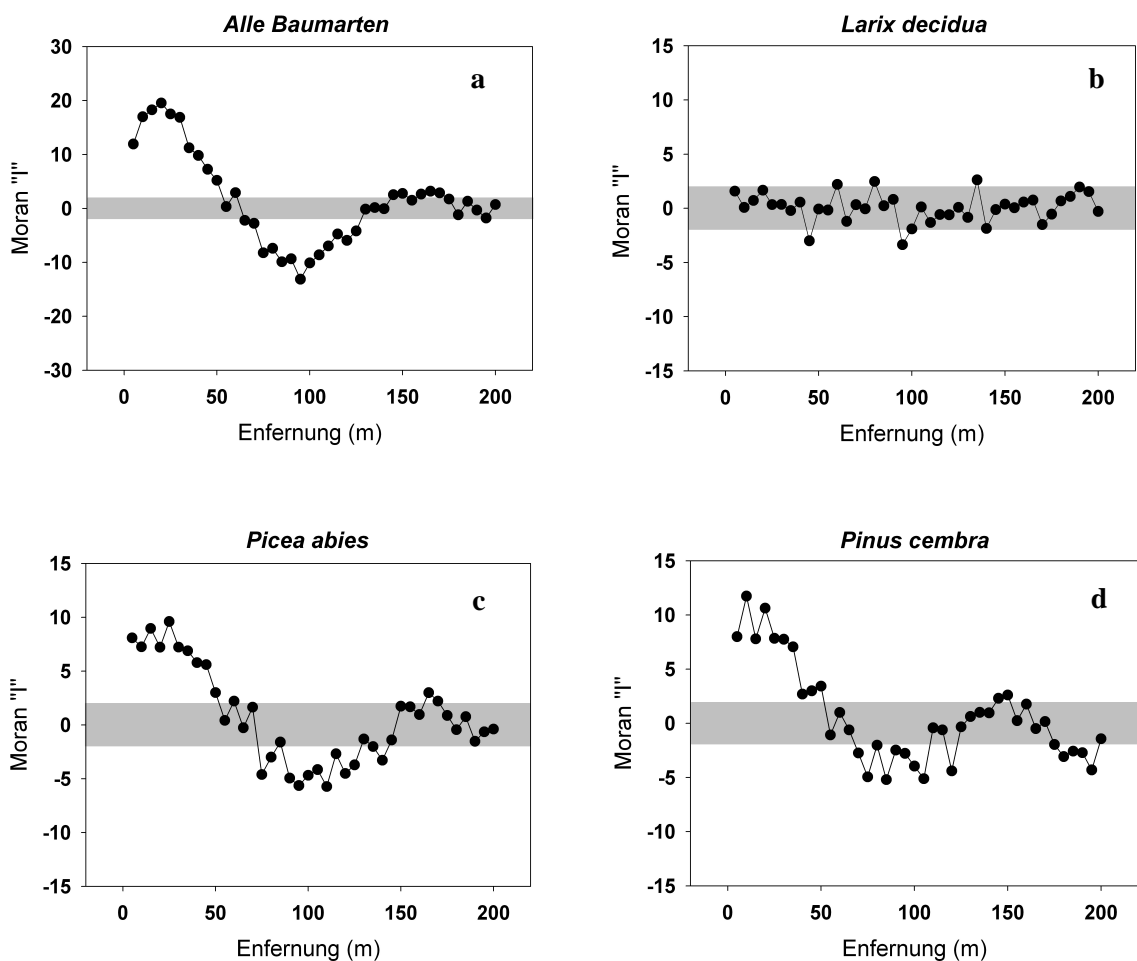 Alle Baumarten
a
Moran "I"
30
20
10
0
-10
-20
-30
0 50 100 150 200
Enfernung (m)
Larix decidua
b
Moran "I"
15
10
5
0
-5
-10
-15
0 50 100 150 200
Enfernung (m)
Picea abies
c
Moran "I"
15
10
5
0
-5
-10
-15
0 50 100 150 200
Enfernung (m)
Pinus cembra
d
Moran "I"
15
10
5
0
-5
-10
-15
0 50 100 150 200
Enfernung (m)